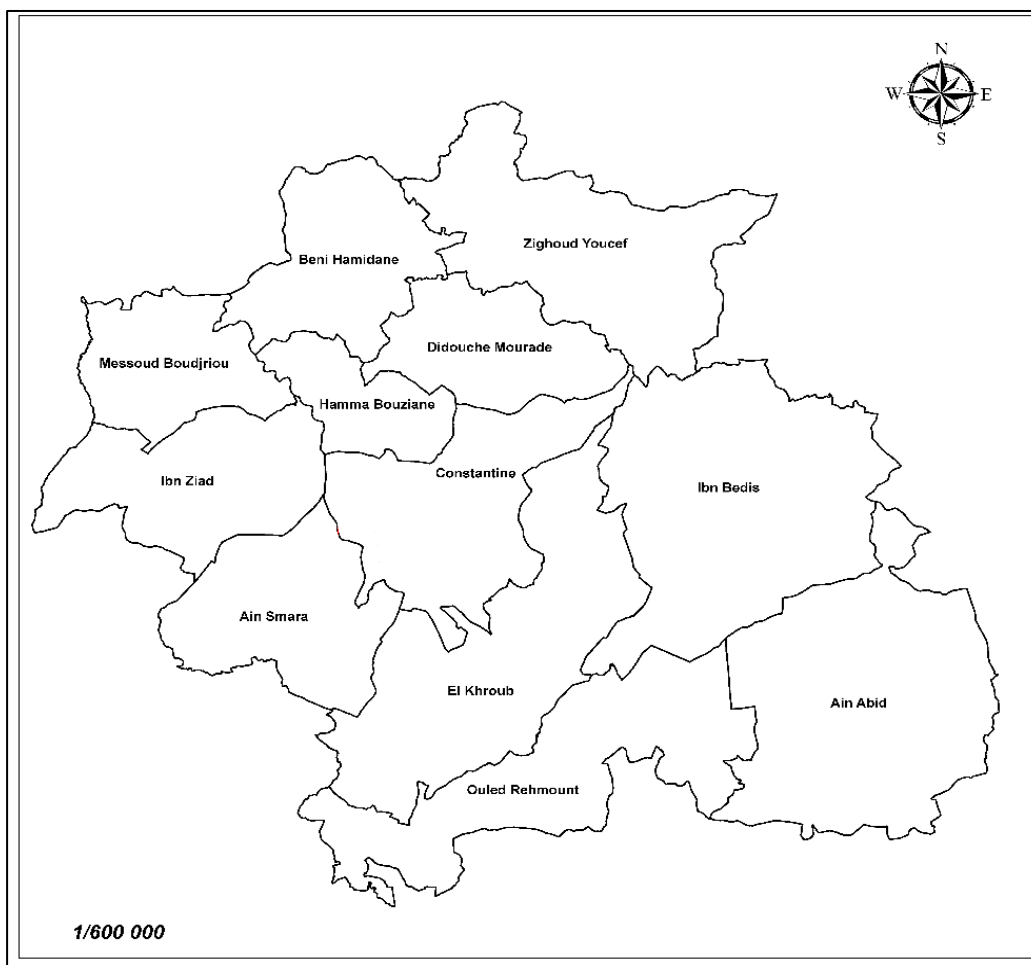 N
W E
S
Zighoud Youcef
Beni Hamidane
Didouche Mourade
Messoud Boudjriou
Hamma Bouziane
Constantine
Ibn Ziad
Ibn Bedis
Ain Smara
El Khroub
Ain Abid
Ouled Rehmount
1/600 000